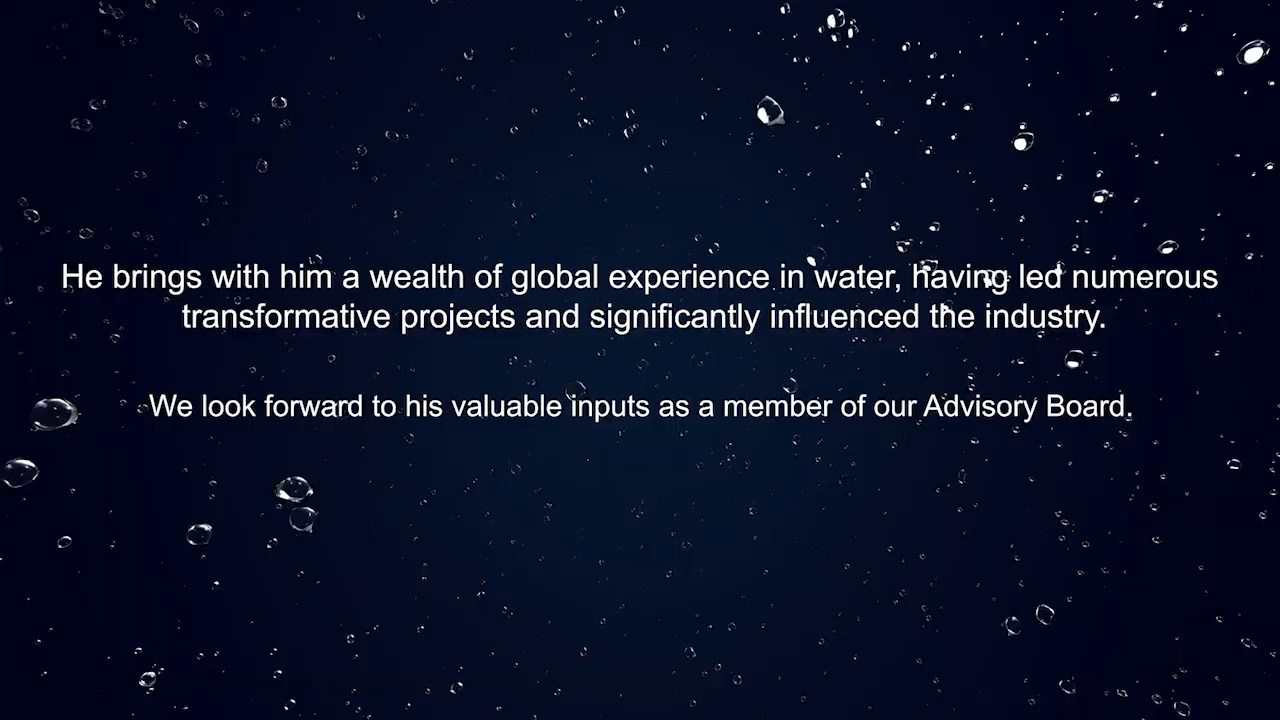 He brings with him a wealth of global experience in water, having led numerous
transformative projects and significantly influenced the industry.
We look forward to his valuable inputs as a member of our Advisory Board.